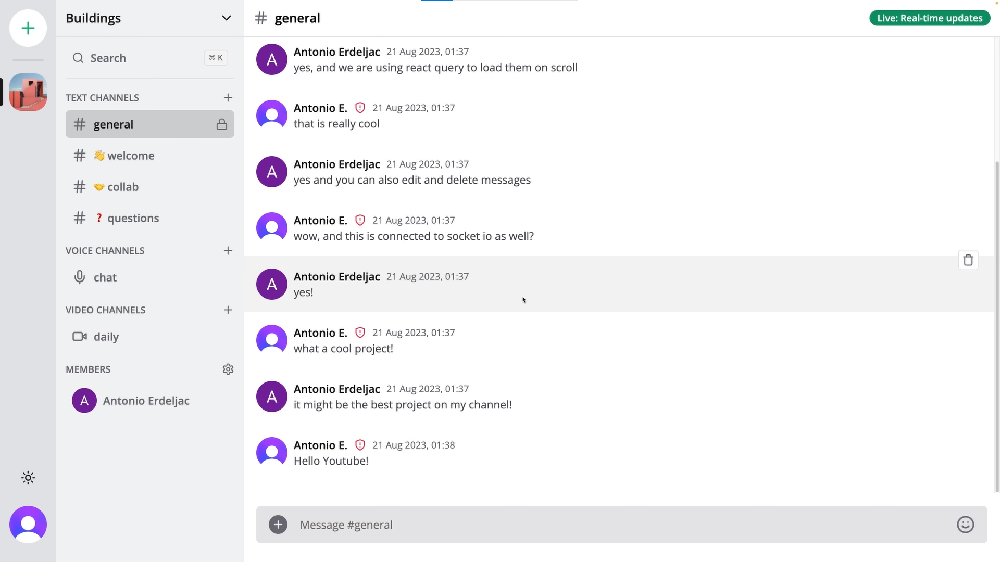 Buildings
Search
⌘ K
TEXT CHANNELS
general
👋 welcome
🤝 collab
❓ questions
VOICE CHANNELS
chat
VIDEO CHANNELS
daily
MEMBERS
A
Antonio Erdeljac
# general
Live: Real-time updates
A
Antonio Erdeljac 21 Aug 2023, 01:37
yes, and we are using react query to load them on scroll
Antonio E. 21 Aug 2023, 01:37
that is really cool
A
Antonio Erdeljac 21 Aug 2023, 01:37
yes and you can also edit and delete messages
Antonio E. 21 Aug 2023, 01:37
wow, and this is connected to socket io as well?
A
Antonio Erdeljac 21 Aug 2023, 01:37
yes!
Antonio E. 21 Aug 2023, 01:37
what a cool project!
A
Antonio Erdeljac 21 Aug 2023, 01:37
it might be the best project on my channel!
Antonio E. 21 Aug 2023, 01:38
Hello Youtube!
Message #general